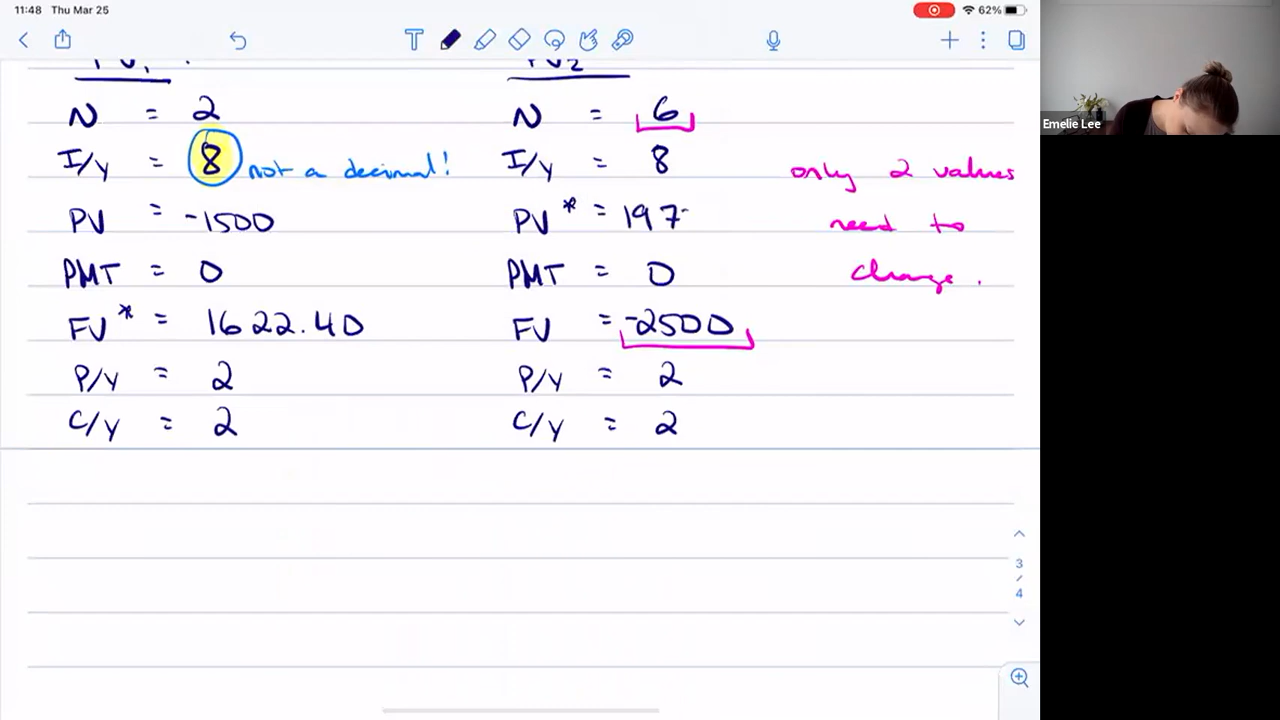 11:48 Thu Mar 25
62%
Emelie Lee
N = 2
I/Y = 8 not a decimal!
PV = -1500
PMT = 0
FV* = 1622.40
P/Y = 2
C/Y = 2
PV2
N = 6
I/Y = 8
PV* = 197
PMT = 0
FV = -2500
P/Y = 2
C/Y = 2
only 2 values
need to
change.
3
/
4